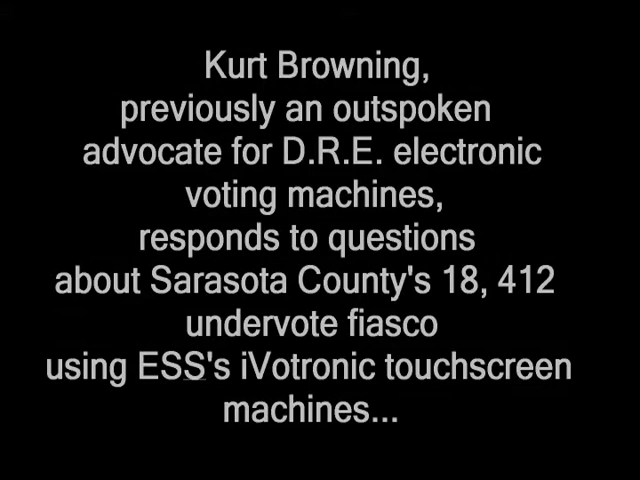 Kurt Browning,
previously an outspoken
advocate for D.R.E. electronic
voting machines,
responds to questions
about Sarasota County's 18, 412
undervote fiasco
using ESS's iVotronic touchscreen
machines...